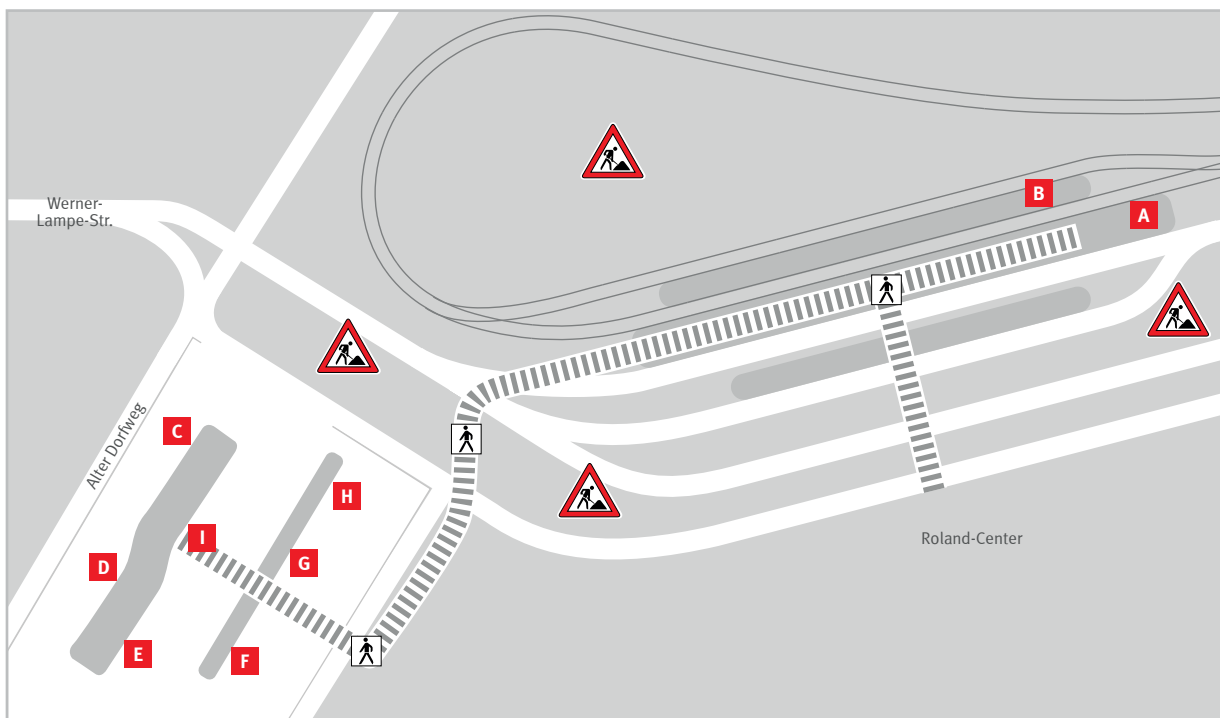 Werner-
Lampe-Str.
B
A
Alter Dorfweg
C
H
I
D
G
E
F
Roland-Center